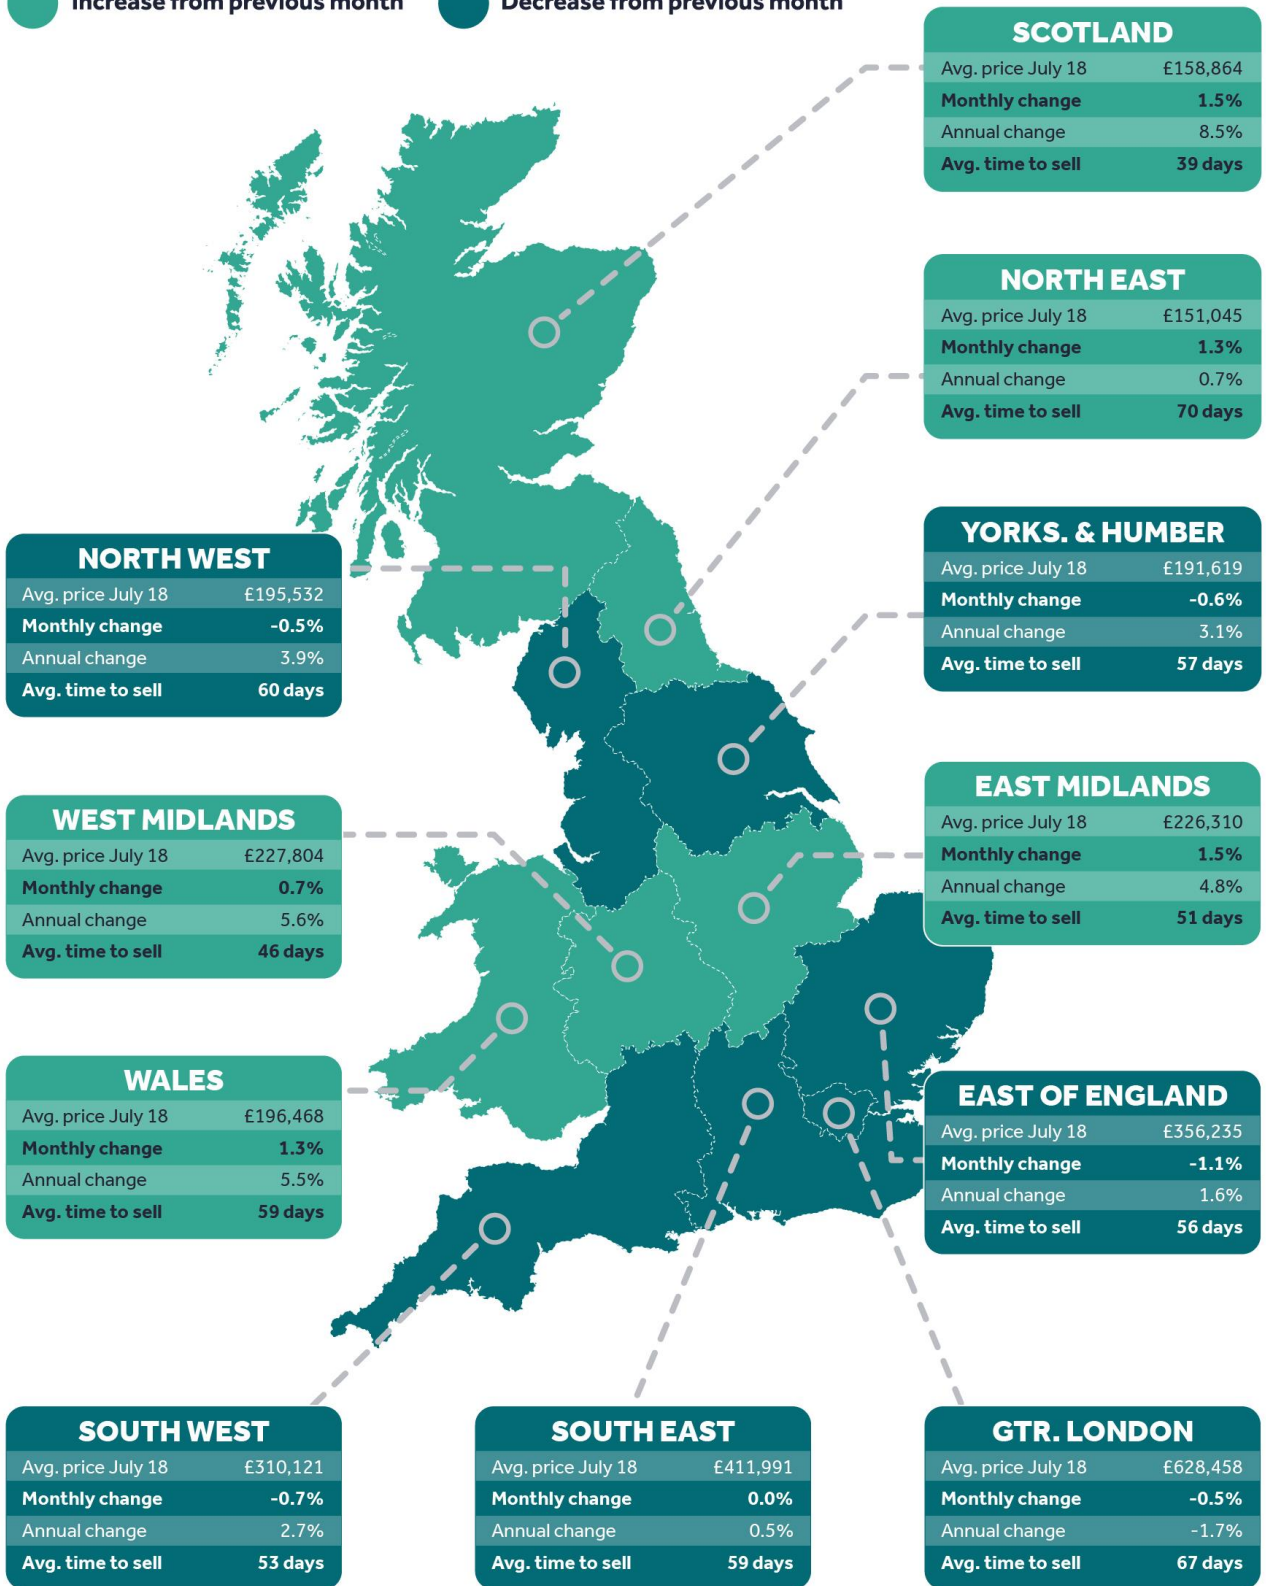 Increase from previous month
Decrease from previous month
SCOTLAND
Avg. price July 18 £158,864
Monthly change 1.5%
Annual change 8.5%
Avg. time to sell 39 days
NORTH EAST
Avg. price July 18 £151,045
Monthly change 1.3%
Annual change 0.7%
Avg. time to sell 70 days
NORTH WEST
Avg. price July 18 £195,532
Monthly change -0.5%
Annual change 3.9%
Avg. time to sell 60 days
YORKS. & HUMBER
Avg. price July 18 £191,619
Monthly change -0.6%
Annual change 3.1%
Avg. time to sell 57 days
WEST MIDLANDS
Avg. price July 18 £227,804
Monthly change 0.7%
Annual change 5.6%
Avg. time to sell 46 days
EAST MIDLANDS
Avg. price July 18 £226,310
Monthly change 1.5%
Annual change 4.8%
Avg. time to sell 51 days
WALES
Avg. price July 18 £196,468
Monthly change 1.3%
Annual change 5.5%
Avg. time to sell 59 days
EAST OF ENGLAND
Avg. price July 18 £356,235
Monthly change -1.1%
Annual change 1.6%
Avg. time to sell 56 days
SOUTH WEST
Avg. price July 18 £310,121
Monthly change -0.7%
Annual change 2.7%
Avg. time to sell 53 days
SOUTH EAST
Avg. price July 18 £411,991
Monthly change 0.0%
Annual change 0.5%
Avg. time to sell 59 days
GTR. LONDON
Avg. price July 18 £628,458
Monthly change -0.5%
Annual change -1.7%
Avg. time to sell 67 days